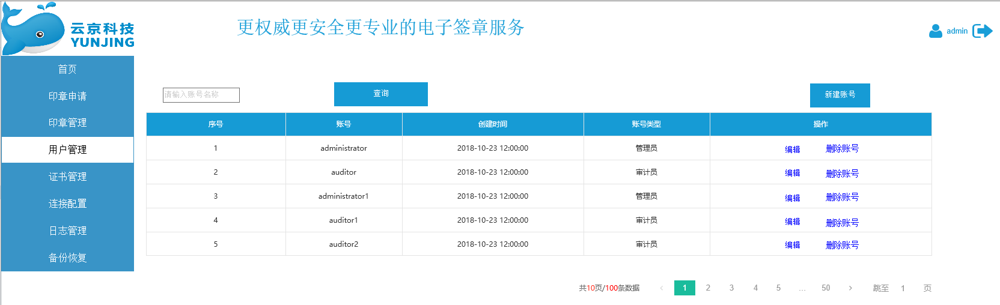 云京科技
YUNJING
更权威更安全更专业的电子签章服务
admin
首页
印章申请
印章管理
用户管理
证书管理
连接配置
日志管理
备份恢复
请输入账号名称 查询 新建账号
序号 账号 创建时间 账号类型 操作
1 administrator 2018-10-23 12:00:00 管理员 编辑 删除账号
2 auditor 2018-10-23 12:00:00 审计员 编辑 删除账号
3 administrator1 2018-10-23 12:00:00 管理员 编辑 删除账号
4 auditor1 2018-10-23 12:00:00 审计员 编辑 删除账号
5 auditor2 2018-10-23 12:00:00 审计员 编辑 删除账号
共10页/100条数据 ‹ 1 2 3 4 5 ... 50 › 跳至 1 页